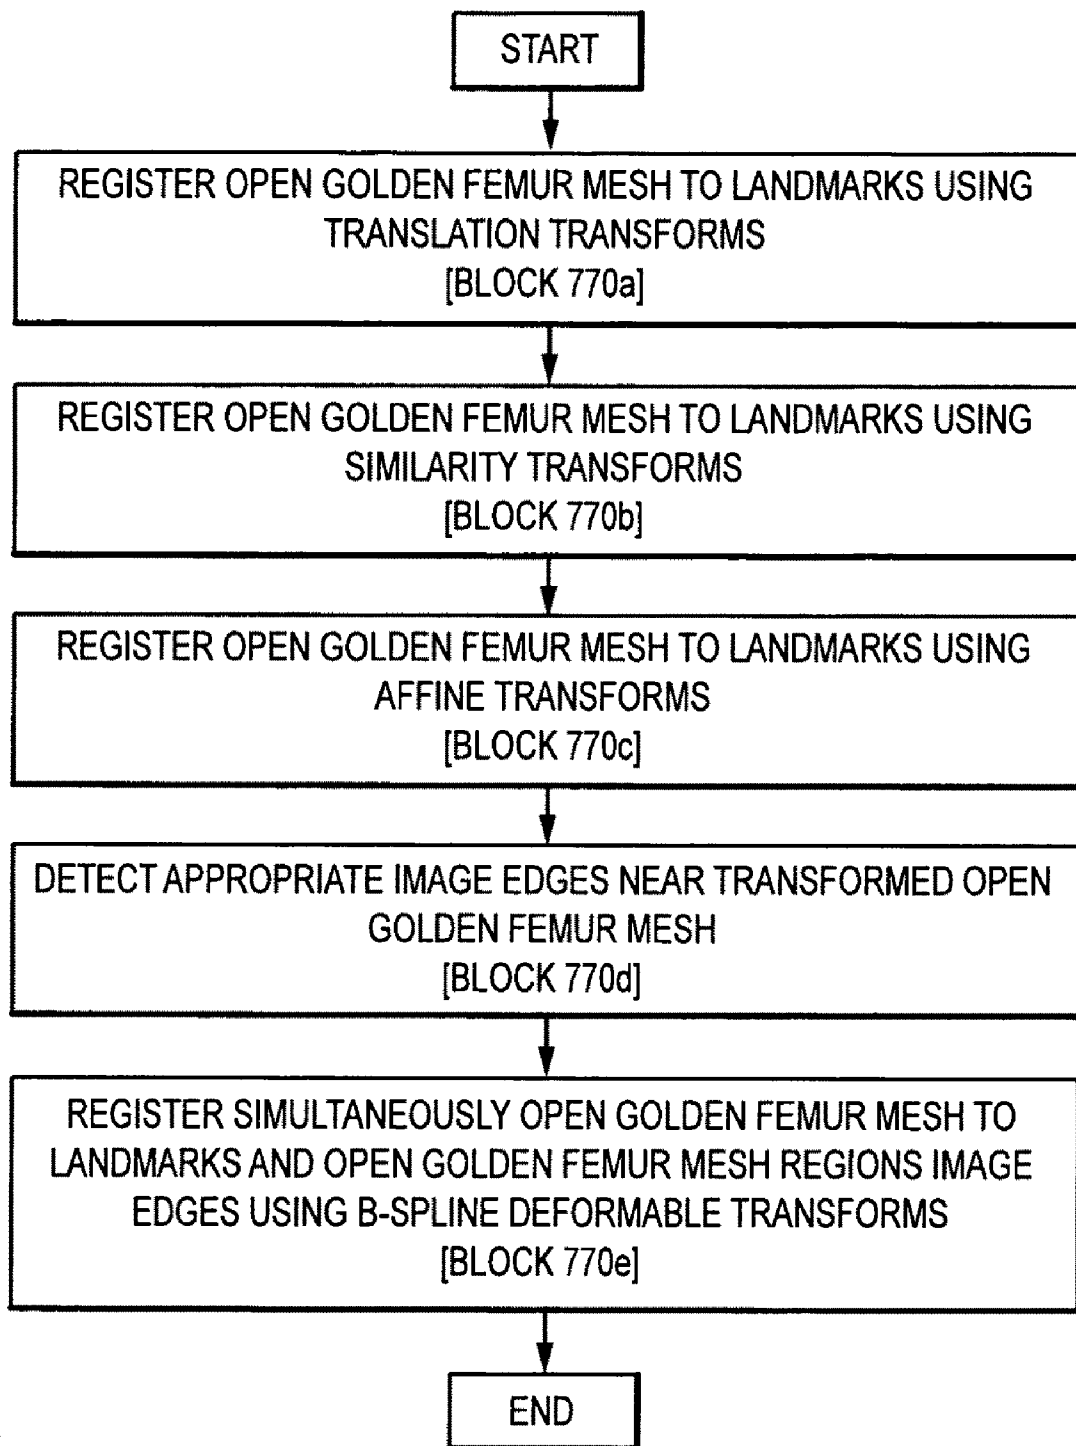 START
REGISTER OPEN GOLDEN FEMUR MESH TO LANDMARKS USING
TRANSLATION TRANSFORMS
[BLOCK 770a]
REGISTER OPEN GOLDEN FEMUR MESH TO LANDMARKS USING
SIMILARITY TRANSFORMS
[BLOCK 770b]
REGISTER OPEN GOLDEN FEMUR MESH TO LANDMARKS USING
AFFINE TRANSFORMS
[BLOCK 770c]
DETECT APPROPRIATE IMAGE EDGES NEAR TRANSFORMED OPEN
GOLDEN FEMUR MESH
[BLOCK 770d]
REGISTER SIMULTANEOUSLY OPEN GOLDEN FEMUR MESH TO
LANDMARKS AND OPEN GOLDEN FEMUR MESH REGIONS IMAGE
EDGES USING B-SPLINE DEFORMABLE TRANSFORMS
[BLOCK 770e]
END